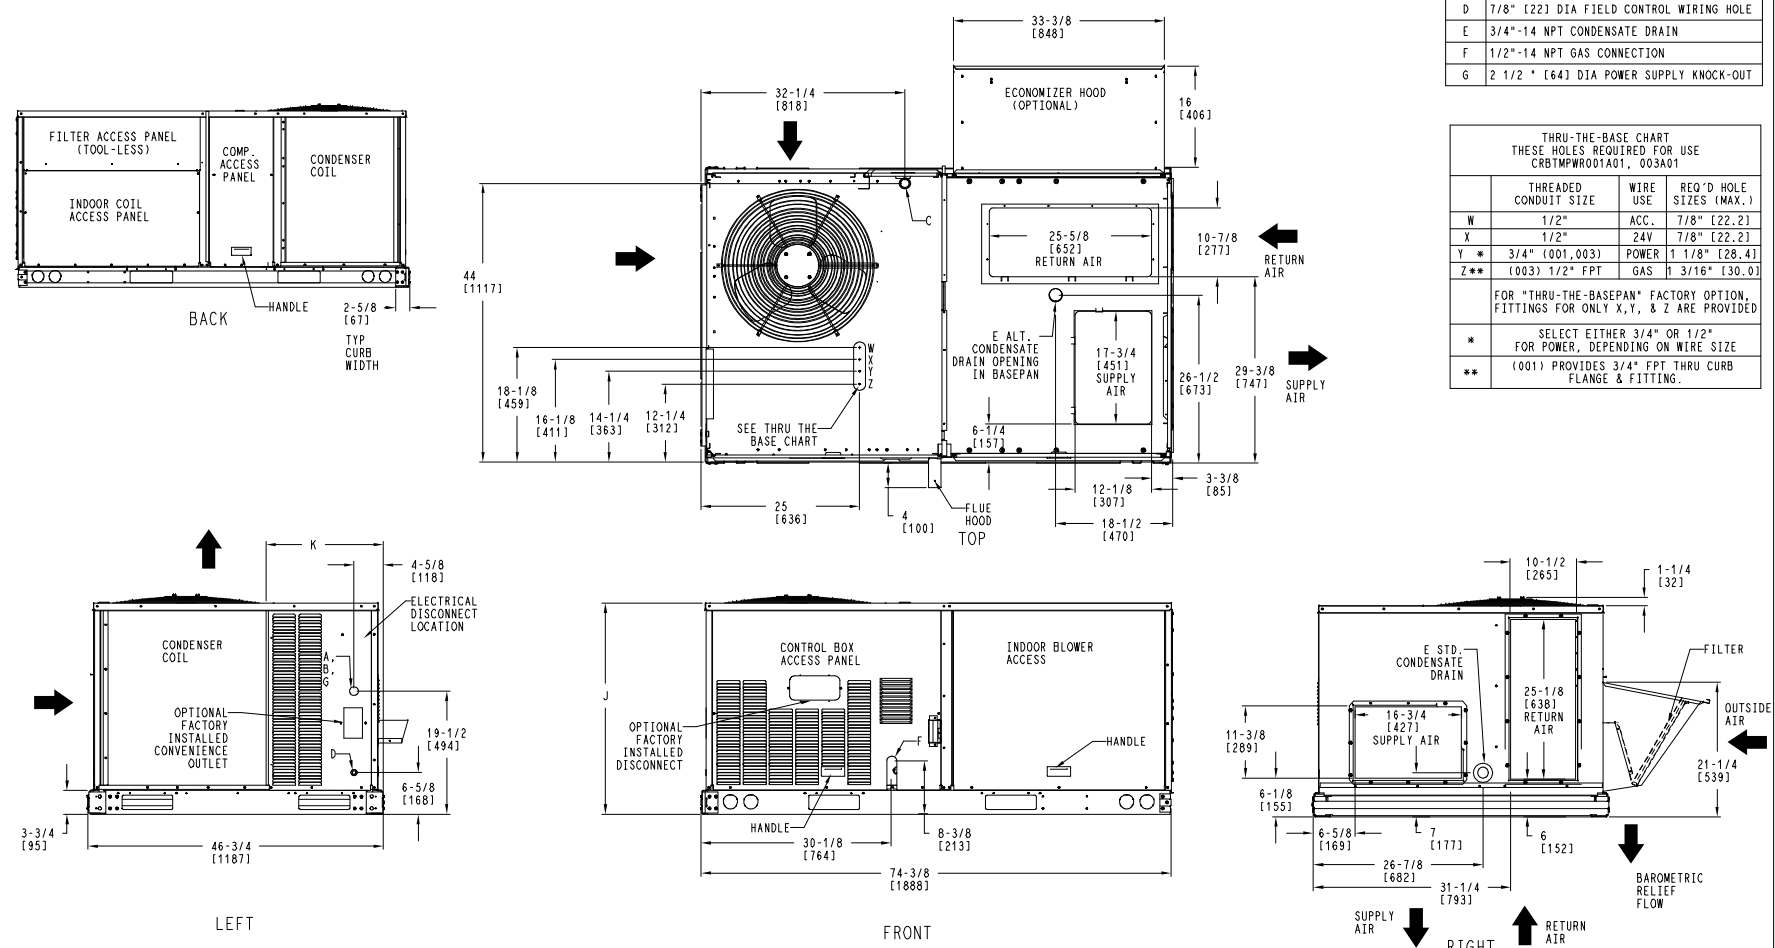 D 7/8" [22] DIA FIELD CONTROL WIRING HOLE
E 3/4"-14 NPT CONDENSATE DRAIN
F 1/2"-14 NPT GAS CONNECTION
G 2 1/2 " [64] DIA POWER SUPPLY KNOCK-OUT
THRU-THE-BASE CHART
THESE HOLES REQUIRED FOR USE
CRBTMPWR001A01, 003A01
THREADED CONDUIT SIZE
WIRE USE
REQ'D HOLE SIZES (MAX.)
W 1/2" ACC. 7/8" [22.2]
X 1/2" 24V 7/8" [22.2]
Y * 3/4" (001,003) POWER 1 1/8" [28.4]
Z** (003) 1/2" FPT GAS 1 3/16" [30.0]
FOR "THRU-THE-BASEPAN" FACTORY OPTION,
FITTINGS FOR ONLY X,Y, & Z ARE PROVIDED
* SELECT EITHER 3/4" OR 1/2"
FOR POWER, DEPENDING ON WIRE SIZE
** (001) PROVIDES 3/4" FPT THRU CURB
FLANGE & FITTING.
FILTER ACCESS PANEL
(TOOL-LESS)
COMP.
ACCESS
PANEL
CONDENSER
COIL
INDOOR COIL
ACCESS PANEL
HANDLE
2-5/8
[67]
TYP
CURB
WIDTH
BACK
33-3/8
[848]
32-1/4
[818]
ECONOMIZER HOOD
(OPTIONAL)
16
[406]
C
25-5/8
[652]
RETURN AIR
10-7/8
[277]
RETURN
AIR
44
[1117]
E ALT.
CONDENSATE
DRAIN OPENING
IN BASEPAN
W
X
Y
Z
17-3/4
[451]
SUPPLY
AIR
26-1/2
[673]
29-3/8
[747]
SUPPLY
AIR
18-1/8
[459]
16-1/8
[411]
14-1/4
[363]
12-1/4
[312]
SEE THRU THE
BASE CHART
6-1/4
[157]
3-3/8
[85]
12-1/8
[307]
25
[636]
4
[100]
FLUE
HOOD
18-1/2
[470]
TOP
K
4-5/8
[118]
ELECTRICAL
DISCONNECT
LOCATION
CONDENSER
COIL
A,
B,
G
OPTIONAL
FACTORY
INSTALLED
CONVENIENCE
OUTLET
D
19-1/2
[494]
6-5/8
[168]
3-3/4
[95]
46-3/4
[1187]
LEFT
CONTROL BOX
ACCESS PANEL
INDOOR BLOWER
ACCESS
J
OPTIONAL
FACTORY
INSTALLED
DISCONNECT
F
HANDLE
HANDLE
30-1/8
[764]
8-3/8
[213]
74-3/8
[1888]
FRONT
10-1/2
[265]
1-1/4
[32]
E STD.
CONDENSATE
DRAIN
FILTER
25-1/8
[638]
RETURN
AIR
OUTSIDE
AIR
16-3/4
[427]
SUPPLY AIR
11-3/8
[289]
21-1/4
[539]
6-1/8
[155]
6-5/8
[169]
7
[177]
6
[152]
26-7/8
[682]
31-1/4
[793]
BAROMETRIC
RELIEF
FLOW
SUPPLY
AIR
RETURN
AIR
RIGHT